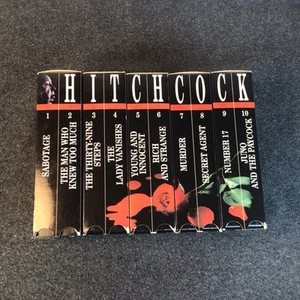 HITCHCOCK
1
SABOTAGE
2
THE MAN WHO
KNEW TOO MUCH
3
THE THIRTY-NINE
STEPS
4
THE
LADY VANISHES
5
YOUNG AND
INNOCENT
6
RICH
AND STRANGE
7
MURDER
8
SECRET AGENT
9
NUMBER 17
10
JUNO
AND THE PAYCOCK